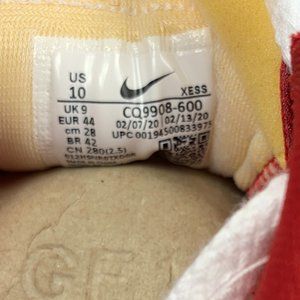 US
10
XESS
UK 9
CQ9908-600
EUR 44
02/07/20 02/13/20
cm 28
UPC 00194500833975
BR 42
CN 280(2.5)
GF